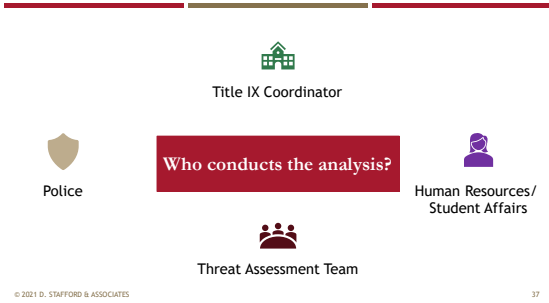 Title IX Coordinator
Who conducts the analysis?
Police
Human Resources/
Student Affairs
Threat Assessment Team
© 2021 D. STAFFORD & ASSOCIATES
37